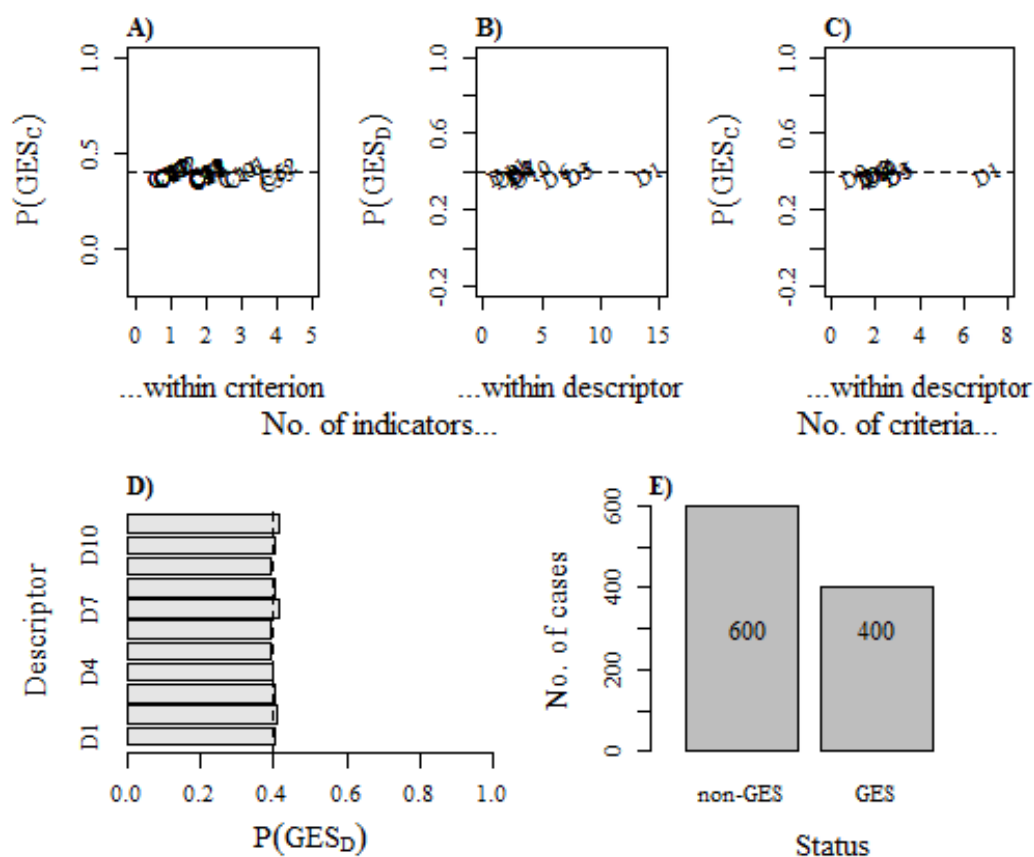 A)
B)
C)
P(GESC)
1.0
0.5
0.0
0 1 2 3 4 5
...within criterion
P(GESD)
1.0
0.6
0.2
-0.2
D5
D3
D1
0 5 10 15
...within descriptor
No. of indicators...
P(GESC)
1.0
0.6
0.2
-0.2
D3
D1
0 2 4 6 8
...within descriptor
No. of criteria...
D)
Descriptor
D10
D7
D4
D1
0.0 0.2 0.4 0.6 0.8 1.0
P(GESD)
E)
No. of cases
600
400
200
0
600
400
non-GES GES
Status